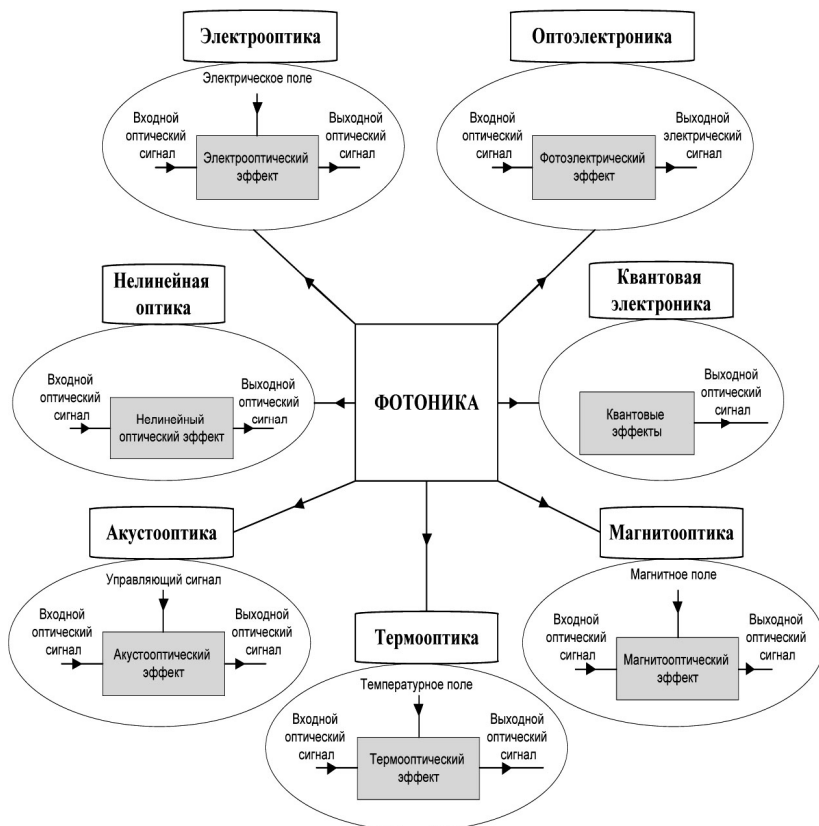 Электрооптика
Электрическое поле
Входной
оптический
сигнал
Выходной
оптический
сигнал
Электрооптический
эффект
Оптоэлектроника
Входной
оптический
сигнал
Выходной
электрический
сигнал
Фотоэлектрический
эффект
Нелинейная
оптика
Входной
оптический
сигнал
Выходной
оптический
сигнал
Нелинейный
оптический эффект
ФОТОНИКА
Квантовая
электроника
Выходной
оптический
сигнал
Квантовые
эффекты
Акустооптика
Управляющий сигнал
Входной
оптический
сигнал
Выходной
оптический
сигнал
Акустооптический
эффект
Термооптика
Температурное поле
Входной
оптический
сигнал
Выходной
оптический
сигнал
Термооптический
эффект
Магнитооптика
Магнитное поле
Входной
оптический
сигнал
Выходной
оптический
сигнал
Магнитооптический
эффект